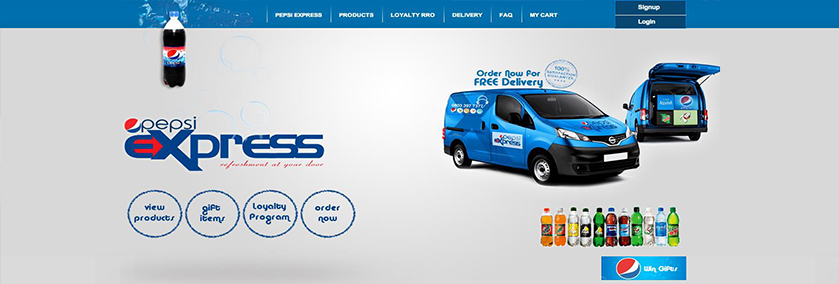 PEPSI EXPRESS
PRODUCTS
LOYALTY RRO
DELIVERY
FAQ
MY CART
Signup
Login
Order Now For
FREE Delivery
100%
SATISFACTION
pepsi
express
refreshment at your door
pepsi
express
view
products
gift
items
Loyalty
Program
order
now
Win Gifts